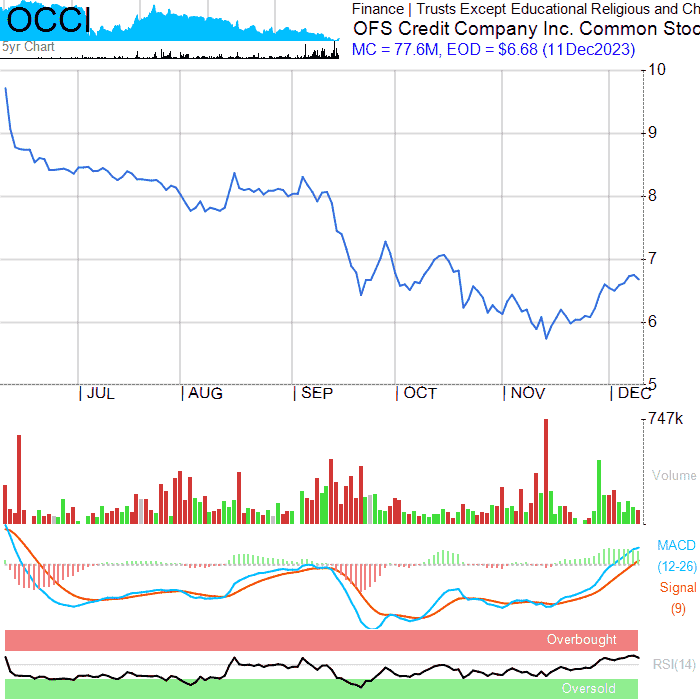 OCCI
5yr Chart
Finance | Trusts Except Educational Religious and Ch
OFS Credit Company Inc. Common Stoc
MC = 77.6M, EOD = $6.68 (11Dec2023)
10
9
8
7
6
5
JUL AUG SEP OCT NOV DEC
747k
Volume
MACD
(12-26)
Signal
(9)
Overbought
RSI(14)
Oversold